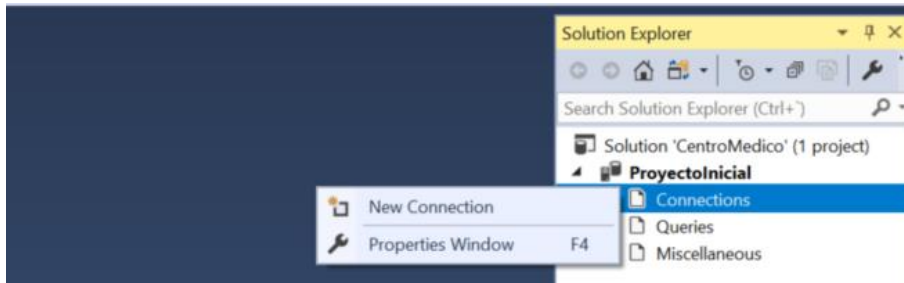 Solution Explorer
Search Solution Explorer (Ctrl+`)
Solution 'CentroMedico' (1 project)
ProyectoInicial
Connections
Queries
Miscellaneous
New Connection
Properties Window F4